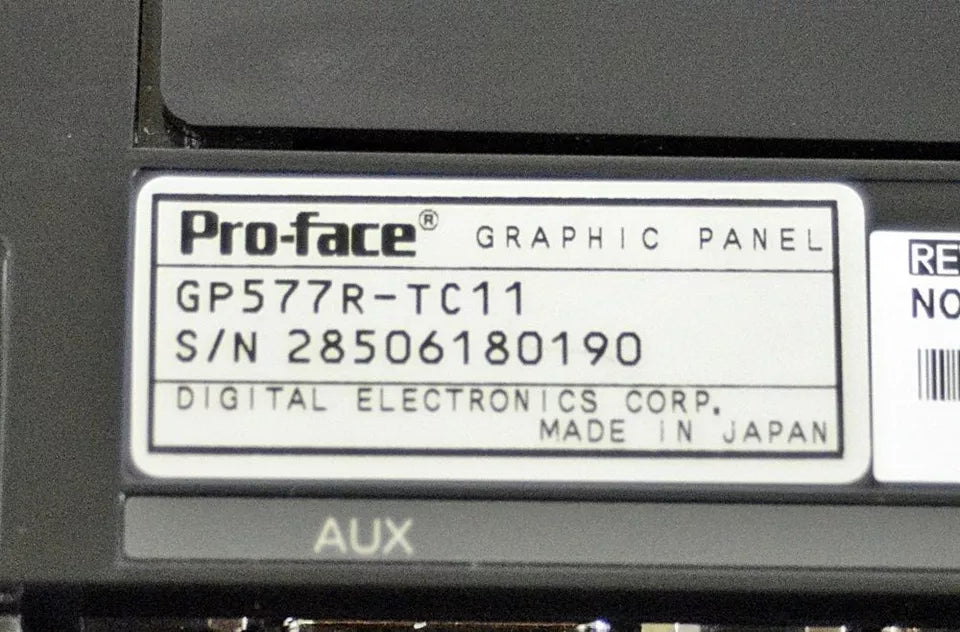 Pro-face® GRAPHIC PANEL
GP577R-TC11
S/N 28506180190
DIGITAL ELECTRONICS CORP.
MADE IN JAPAN
AUX